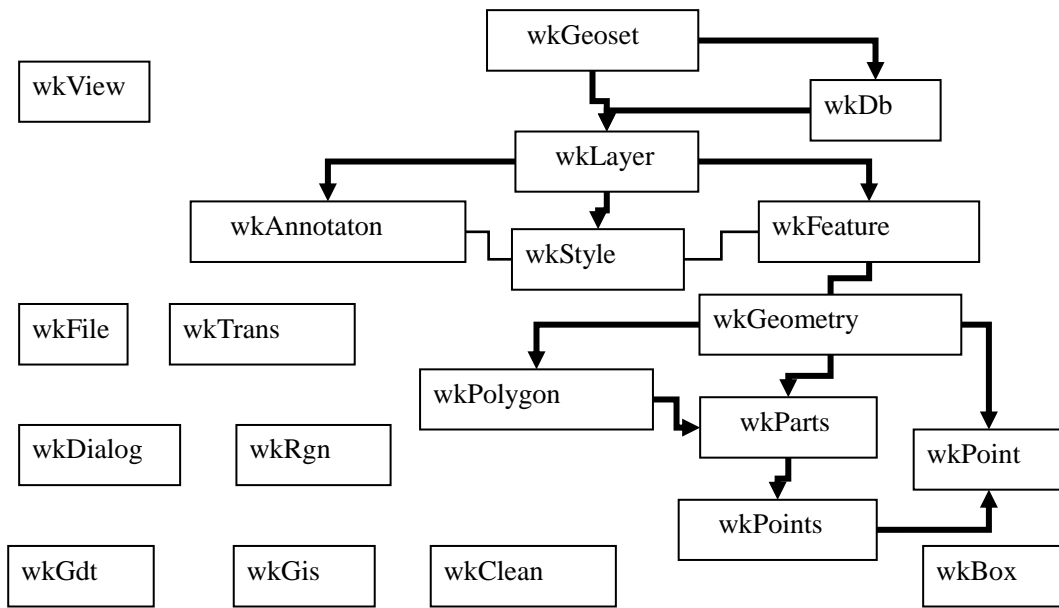 wkGeoset
wkView
wkDb
wkLayer
wkAnnotaton
wkFeature
wkStyle
wkFile
wkTrans
wkGeometry
wkPolygon
wkParts
wkDialog
wkRgn
wkPoint
wkPoints
wkGdt
wkGis
wkClean
wkBox